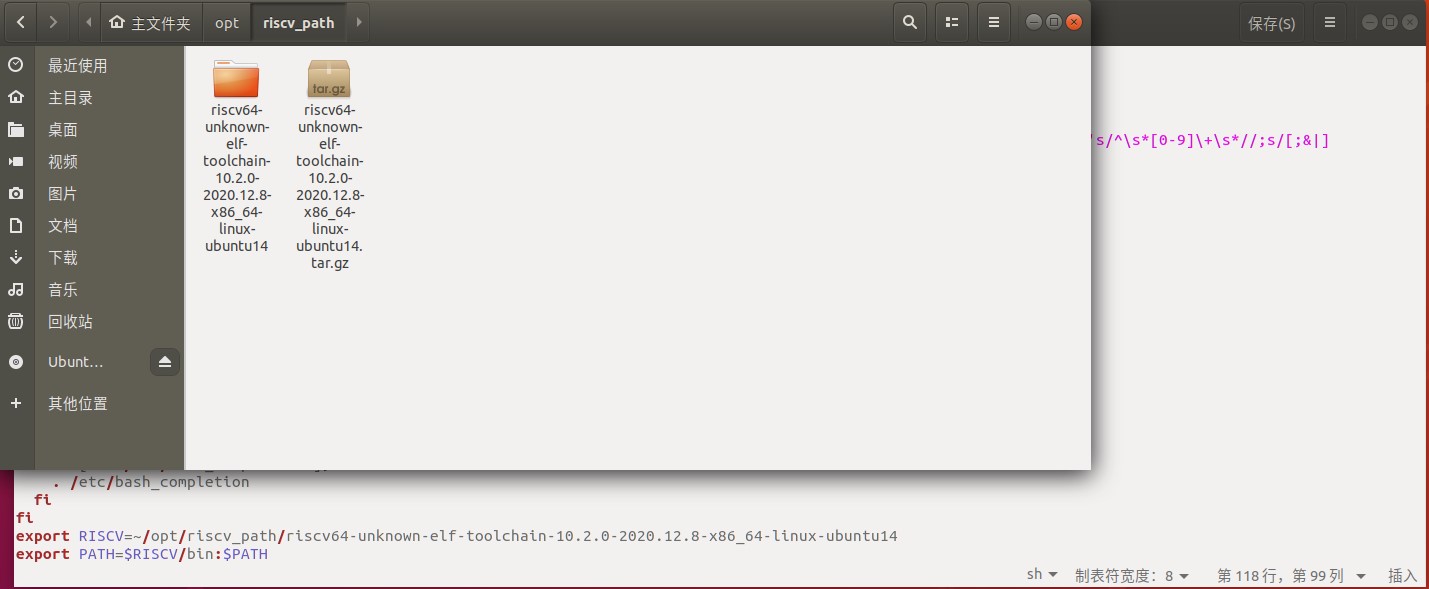 主文件夹 opt riscv_path
保存(S)
最近使用
主目录
桌面
视频
图片
文档
下载
音乐
回收站
Ubunt...
其他位置
riscv64-
unknown-
elf-
toolchain-
10.2.0-
2020.12.8-
x86_64-
linux-
ubuntu14
tar.gz
riscv64-
unknown-
elf-
toolchain-
10.2.0-
2020.12.8-
x86_64-
linux-
ubuntu14.
tar.gz
s/^\s*[0-9]\+\s*//;s/[;&|]
. /etc/bash_completion
fi
fi
export RISCV=~/opt/riscv_path/riscv64-unknown-elf-toolchain-10.2.0-2020.12.8-x86_64-linux-ubuntu14
export PATH=$RISCV/bin:$PATH
sh 制表符宽度：8 第 118 行，第 99 列 插入